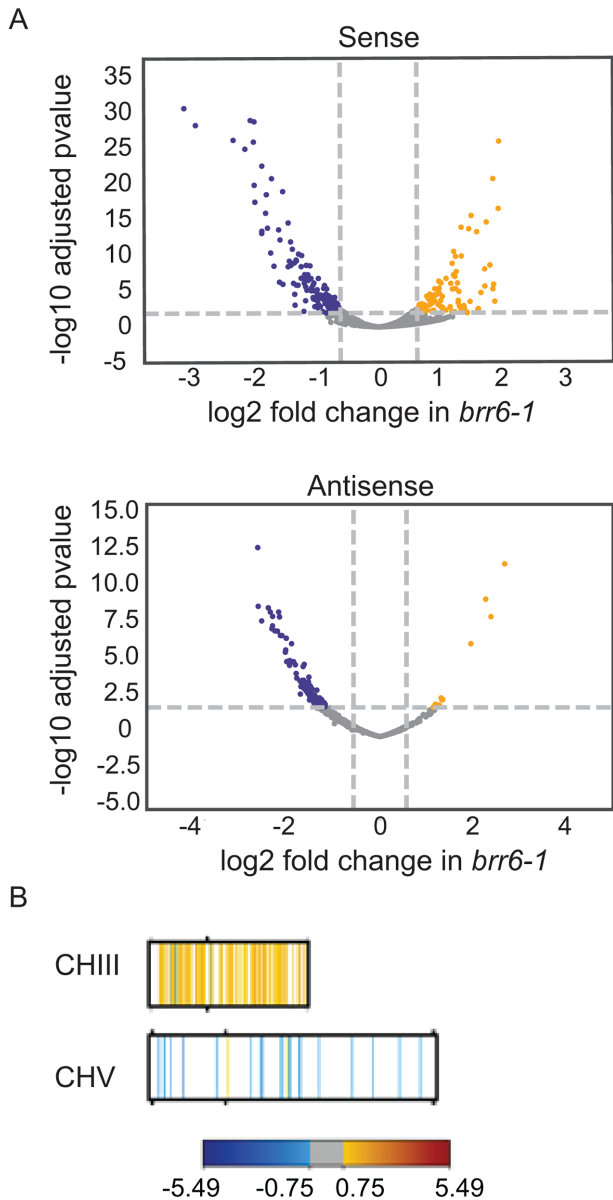 A
Sense
-log10 adjusted pvalue
35
30
25
20
15
10
5
0
-5
-3 -2 -1 0 1 2 3
log2 fold change in brr6-1
Antisense
-log10 adjusted pvalue
15.0
12.5
10.0
7.5
5.0
2.5
0
-2.5
-5.0
-4 -2 0 2 4
log2 fold change in brr6-1
B
CHIII
CHV
-5.49 -0.75 0.75 5.49